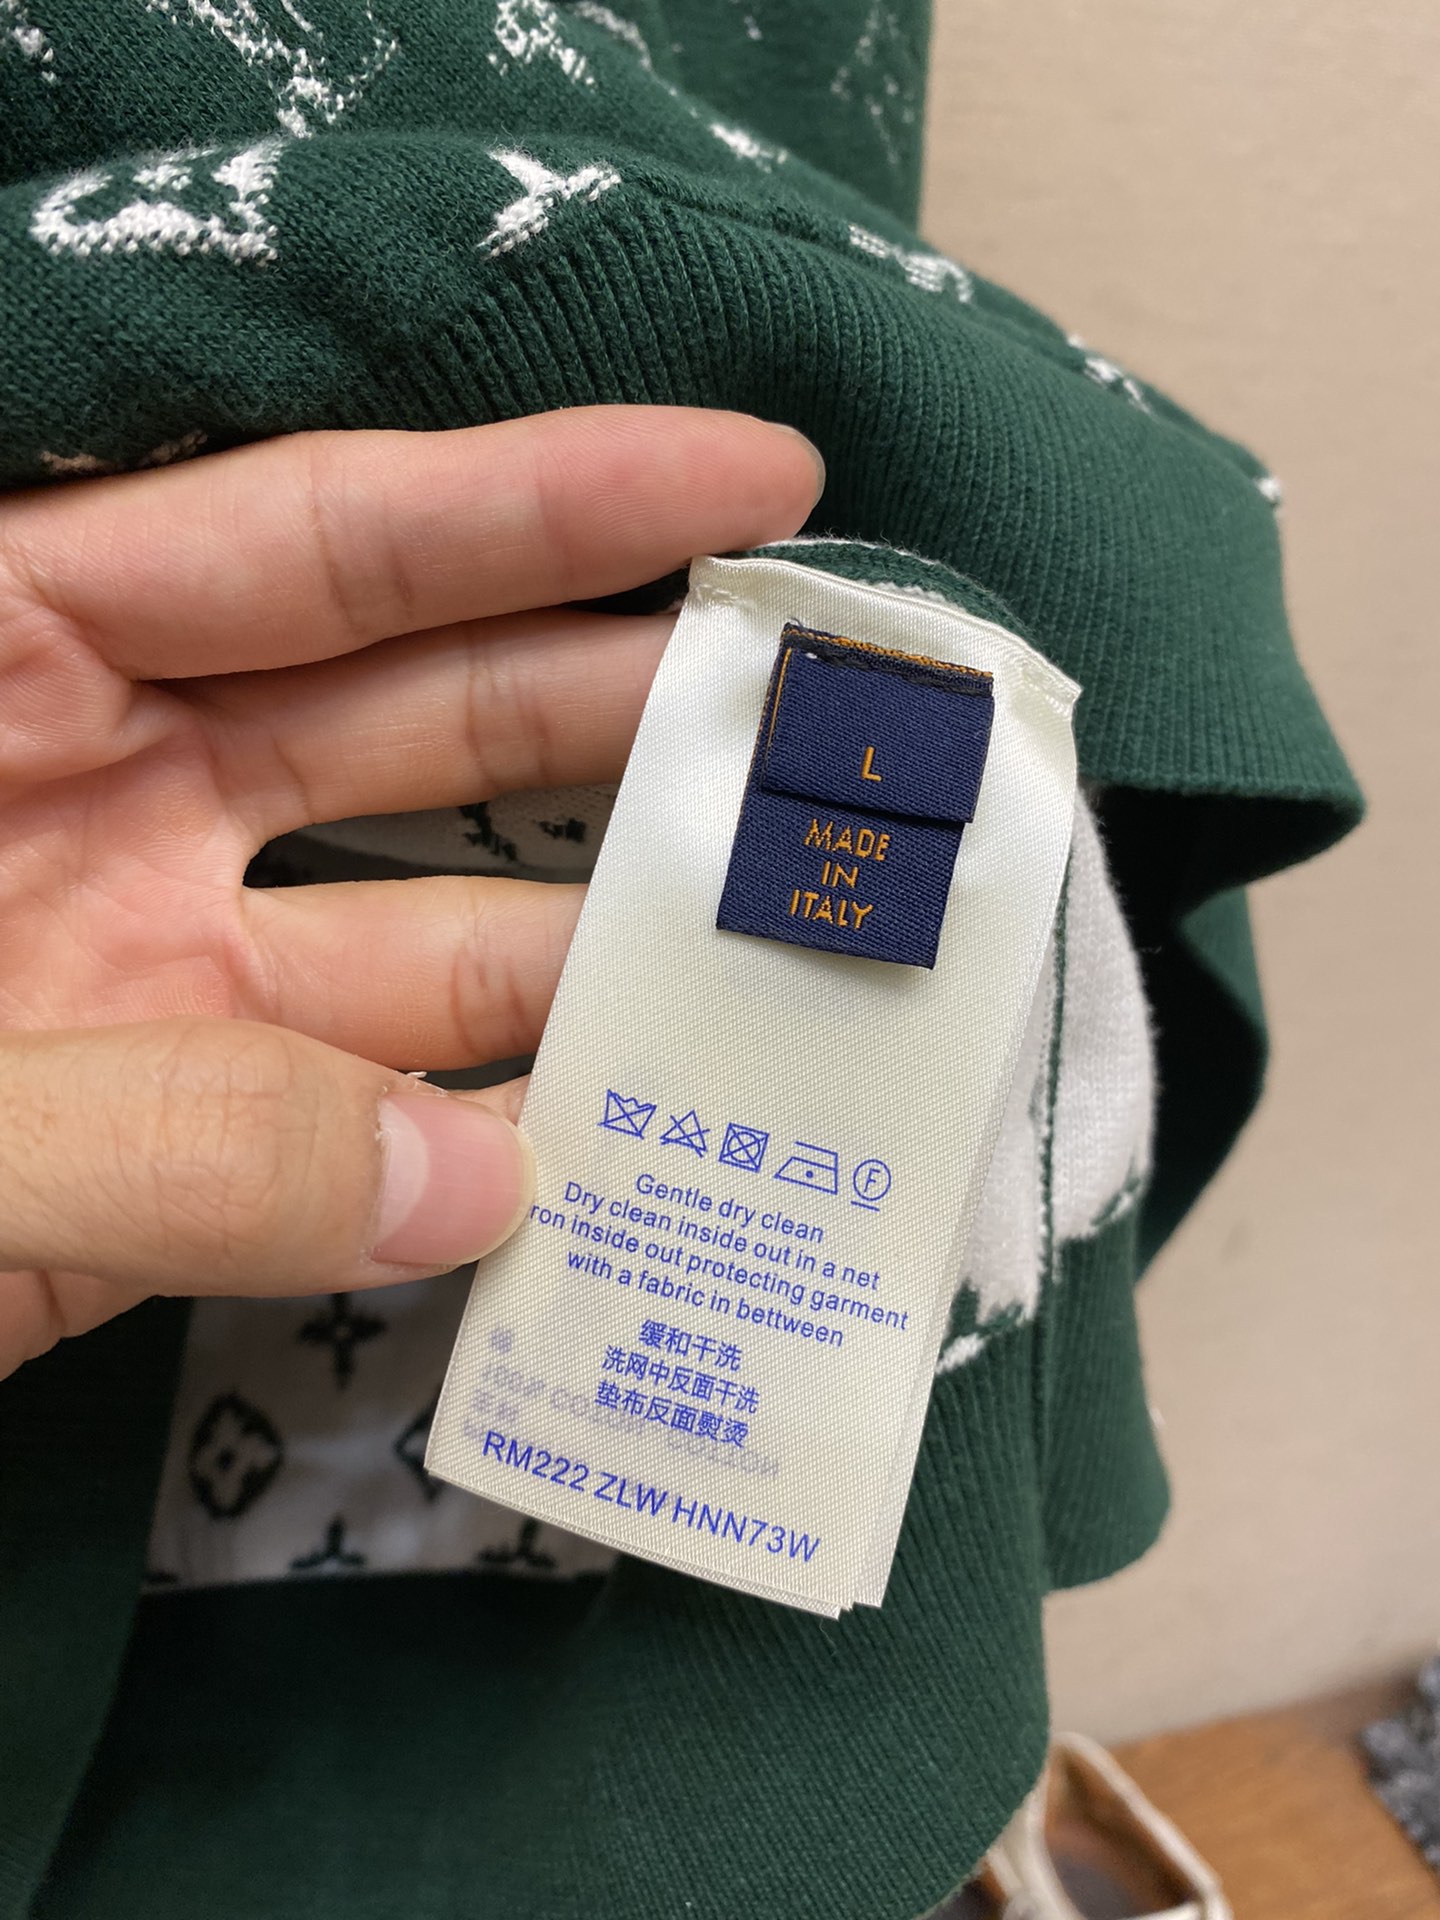 L
MADE
IN
ITALY
F
Gentle dry clean
Dry clean inside out in a net
ron inside out protecting garment
with a fabric in bettween
缓和干洗
洗网中反面干洗
垫布反面熨烫
RM222 ZLW HNN73W